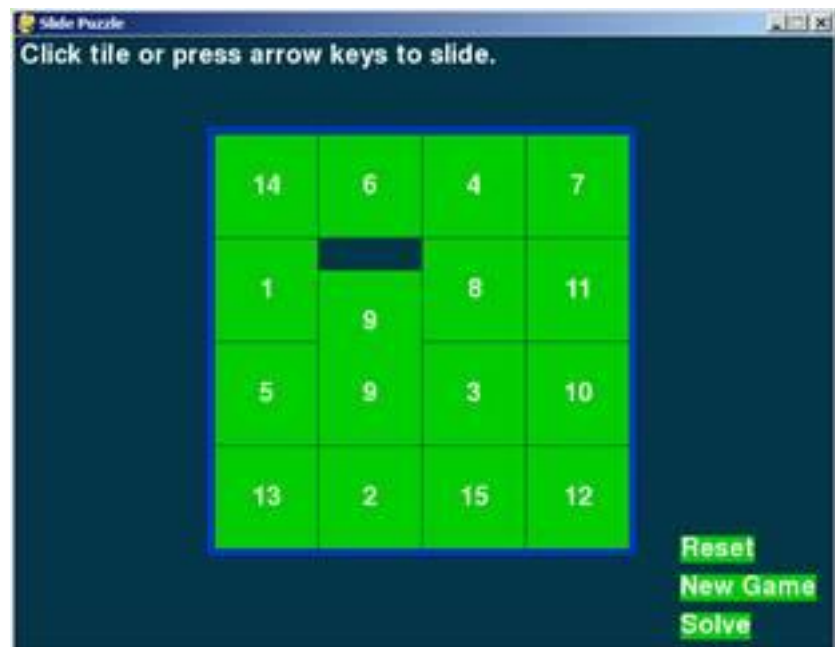 Slide Puzzle
Click tile or press arrow keys to slide.
14 6 4 7
1 8 11
9
5 9 3 10
13 2 15 12
Reset
New Game
Solve